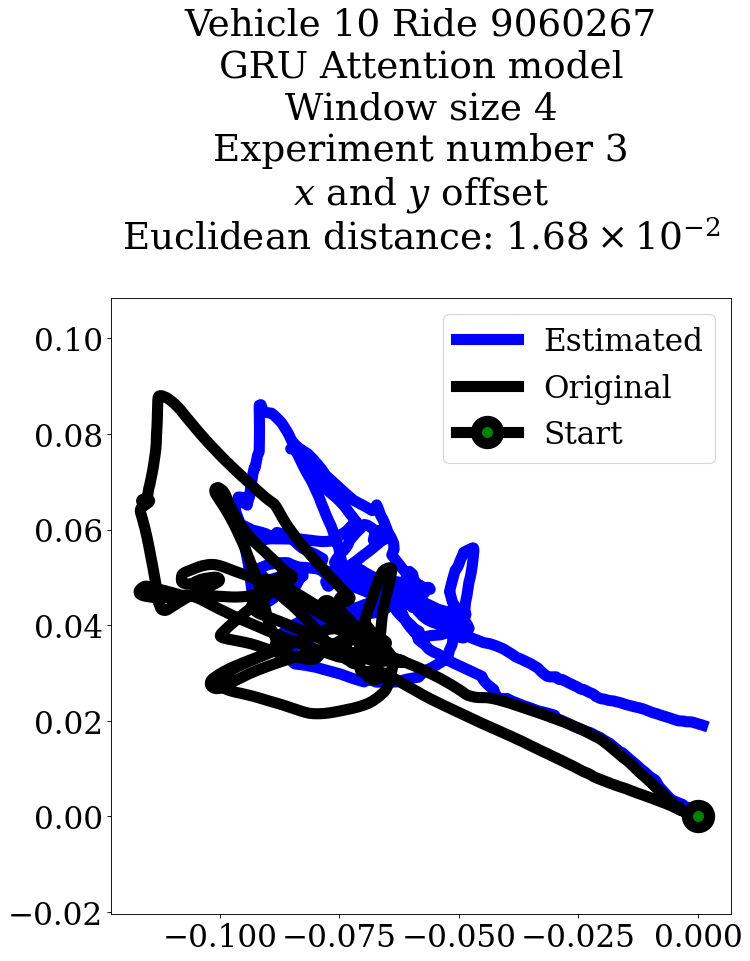 Vehicle 10 Ride 9060267
GRU Attention model
Window size 4
Experiment number 3
x and y offset
Euclidean distance: 1.68 × 10⁻²
Estimated
Original
Start
0.10
0.08
0.06
0.04
0.02
0.00
−0.02
−0.100 −0.075 −0.050 −0.025 0.000